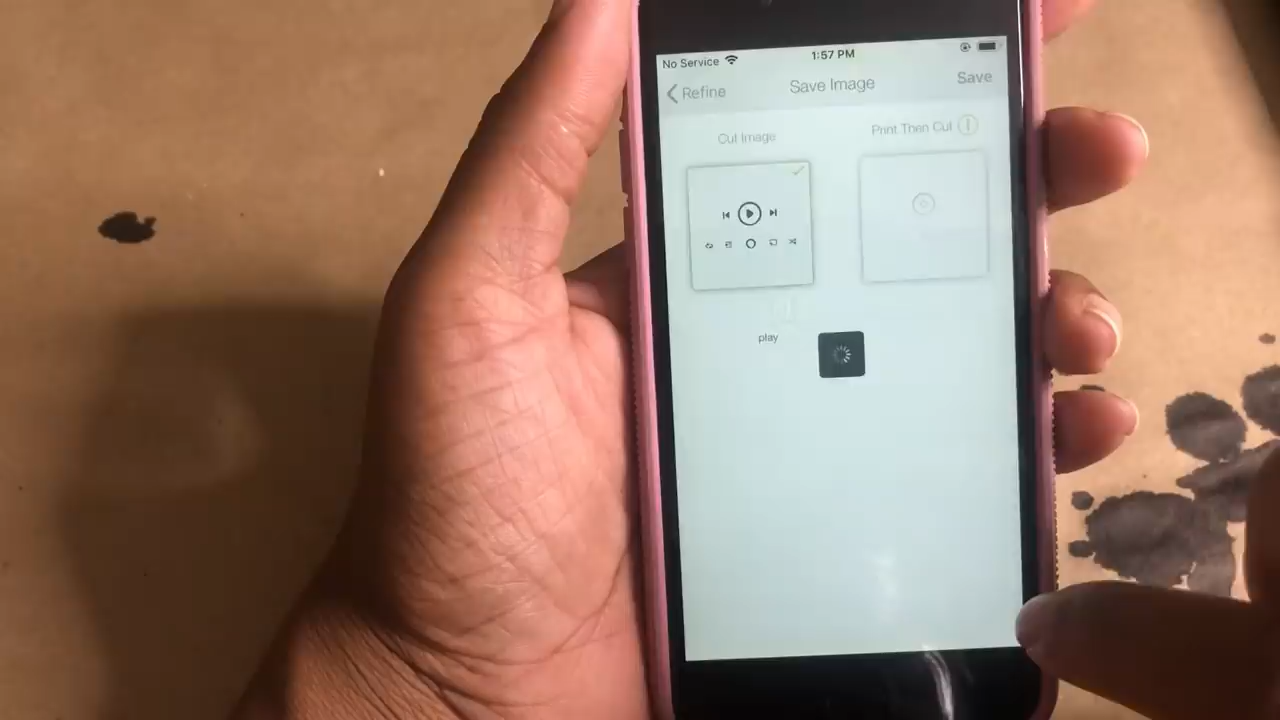 No Service 1:57 PM
Refine Save Image Save
Cut Image Print Then Cut
play